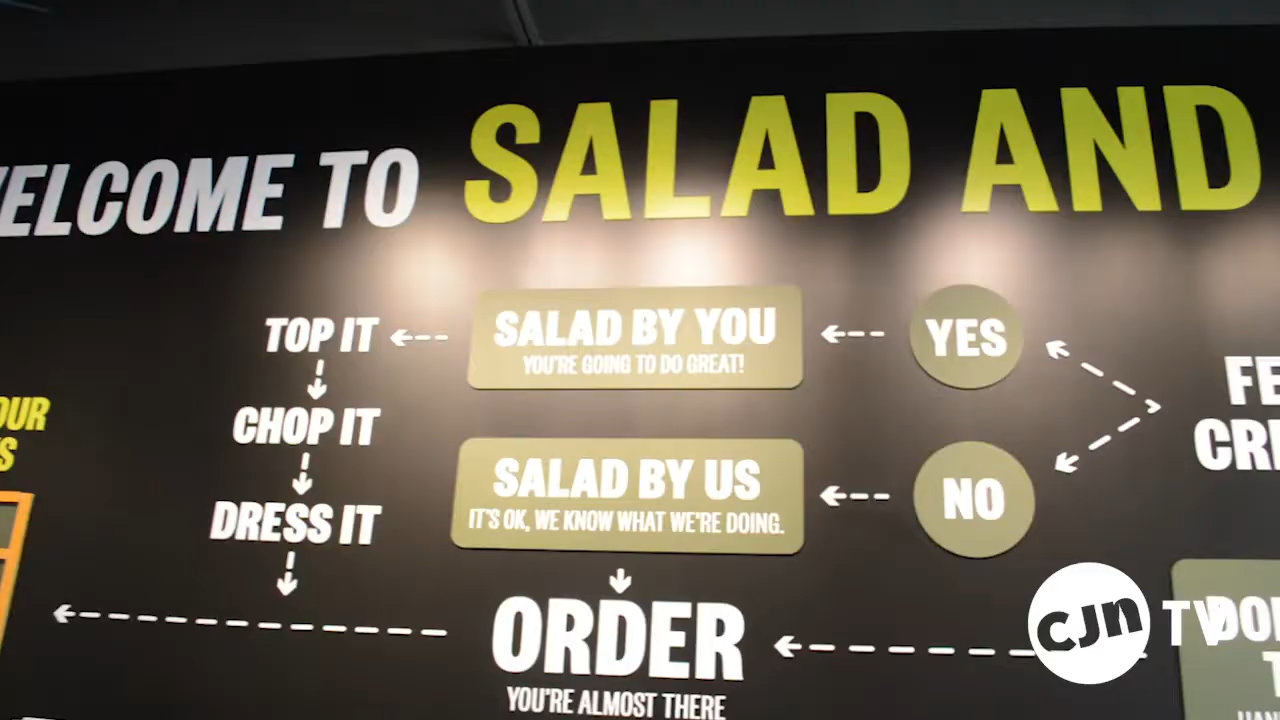 WELCOME TO SALAD AND
TOP IT
SALAD BY YOU
YOU'RE GOING TO DO GREAT!
YES
CHOP IT
SALAD BY US
IT'S OK, WE KNOW WHAT WE'RE DOING.
NO
DRESS IT
ORDER
YOU'RE ALMOST THERE
CJN TV